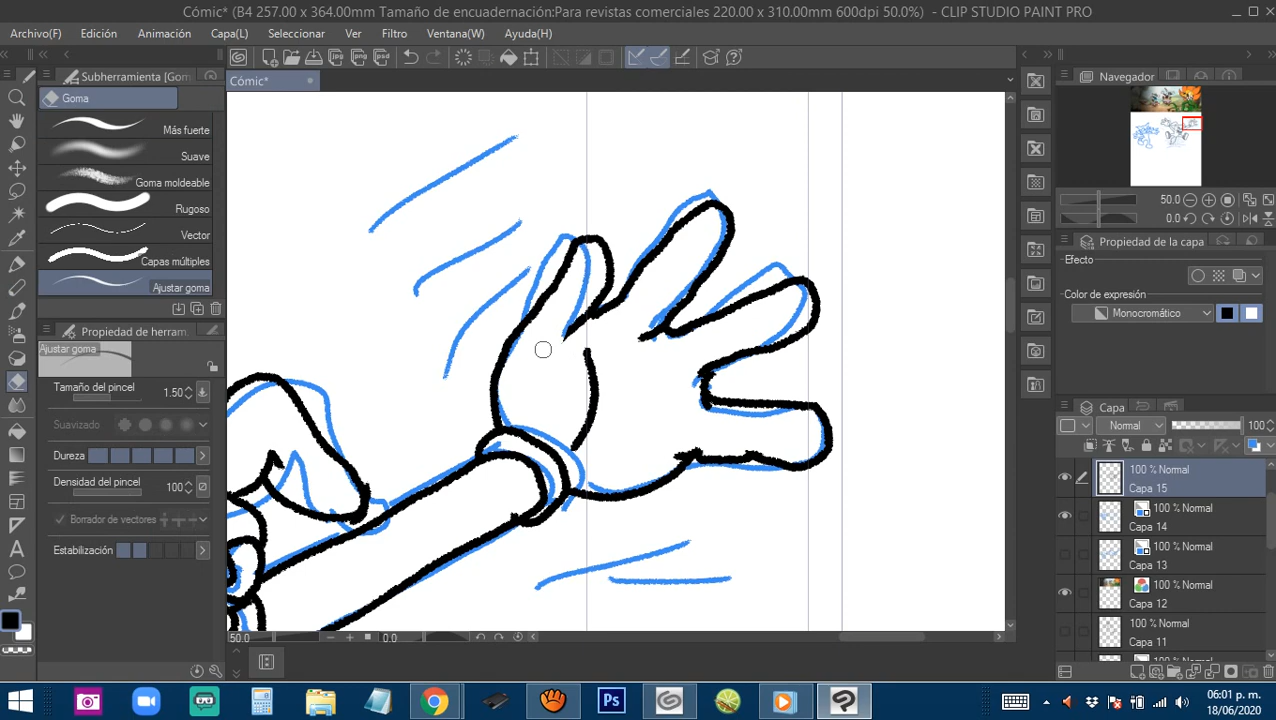 Cómic* (B4 257.00 x 364.00mm Tamaño de encuadernación:Para revistas comerciales 220.00 x 310.00mm 600dpi 50.0%) - CLIP STUDIO PAINT PRO
Archivo(F) Edición Animación Capa(L) Seleccionar Ver Filtro Ventana(W) Ayuda(H)
Subherramienta [Gom
Cómic*
Navegador
Goma
Más fuerte
Suave
Goma moldeable
Rugoso
Vector
Capas múltiples
Ajustar goma
50.0
0.0
Propiedad de la capa
Efecto
Color de expresión
Monocromático
Propiedad de herram.
Ajustar goma
Tamaño del pincel 1.50
Suavizado
Dureza
Densidad del pincel 100
Borrador de vectores
Estabilización
Capa
Normal 100
100 % Normal
Capa 15
100 % Normal
Capa 14
100 % Normal
Capa 13
100 % Normal
Capa 12
100 % Normal
Capa 11
50.0 0.0
Ps
06:01 p. m.
18/06/2020